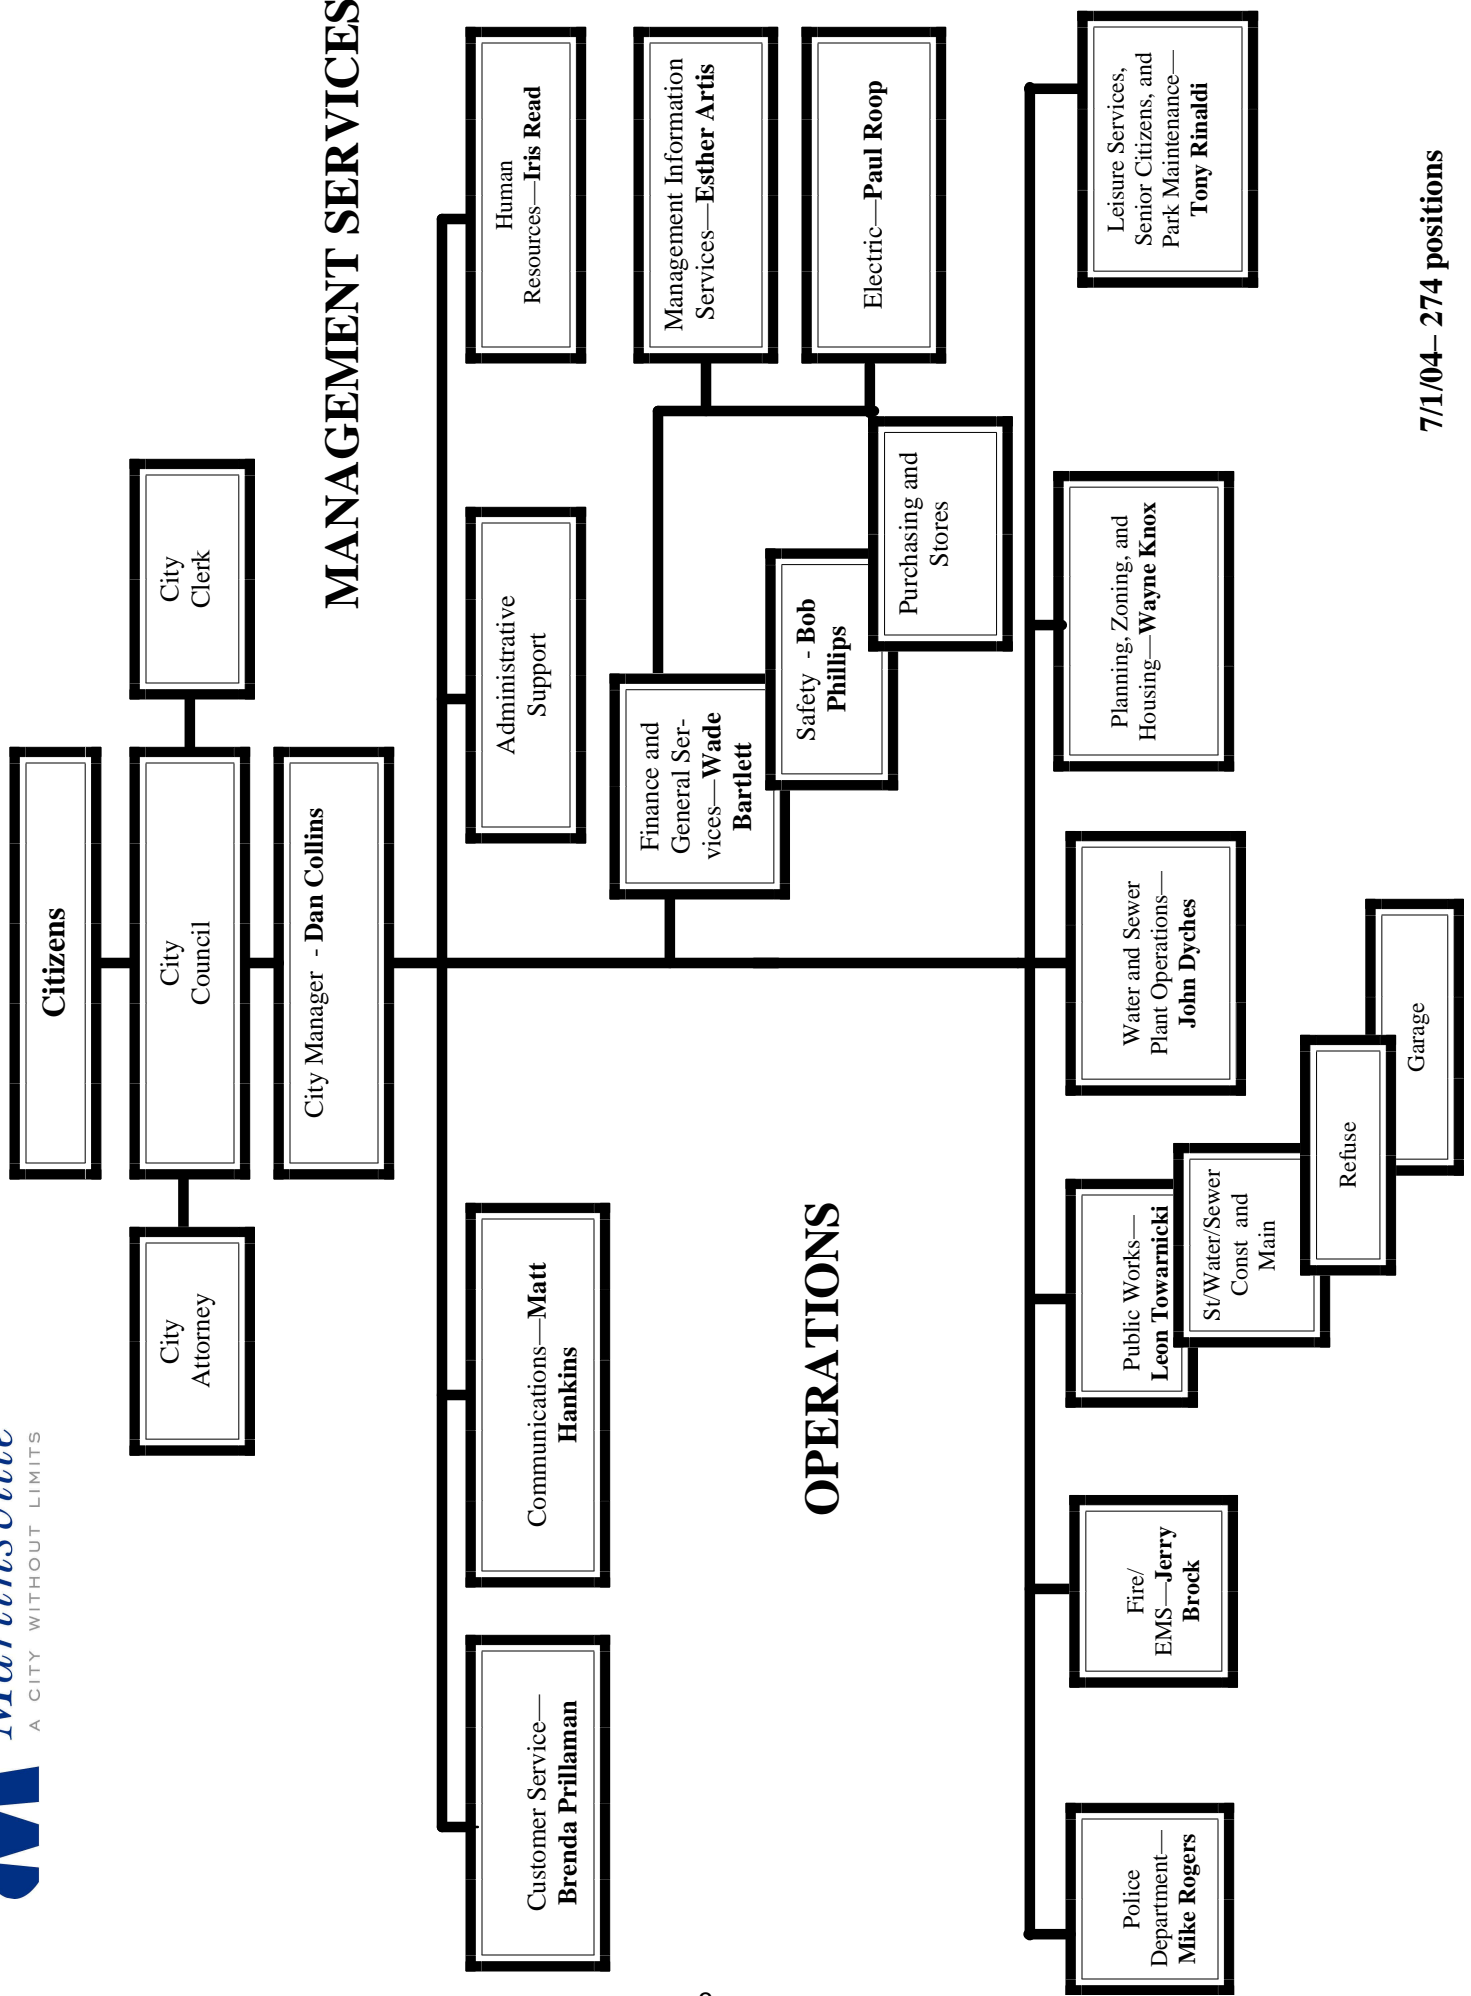 Martinsville
A CITY WITHOUT LIMITS
Citizens
City
Attorney
City
Council
City
Clerk
City Manager - Dan Collins
MANAGEMENT SERVICES
Customer Service—
Brenda Prillaman
Communications—Matt
Hankins
Administrative
Support
Human
Resources—Iris Read
Finance and
General Ser-
vices—Wade
Bartlett
Management Information
Services—Esther Artis
Safety - Bob
Phillips
Electric—Paul Roop
Purchasing and
Stores
OPERATIONS
Police
Department—
Mike Rogers
Fire/
EMS—Jerry
Brock
Public Works—
Leon Towarnicki
St/Water/Sewer
Const and
Main
Refuse
Garage
Water and Sewer
Plant Operations—
John Dyches
Planning, Zoning, and
Housing—Wayne Knox
Leisure Services,
Senior Citizens, and
Park Maintenance—
Tony Rinaldi
7/1/04– 274 positions